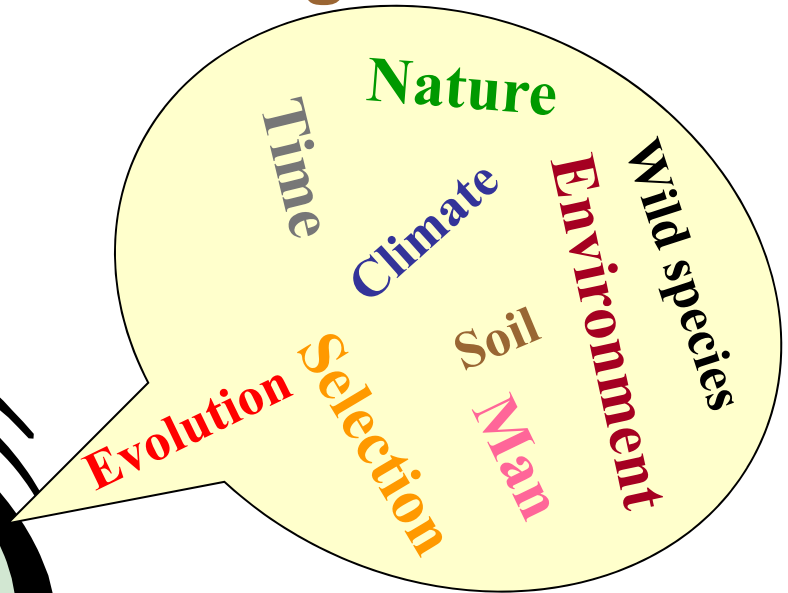 Nature
Time
Climate
Wild species
Environment
Soil
Selection
Evolution
Man